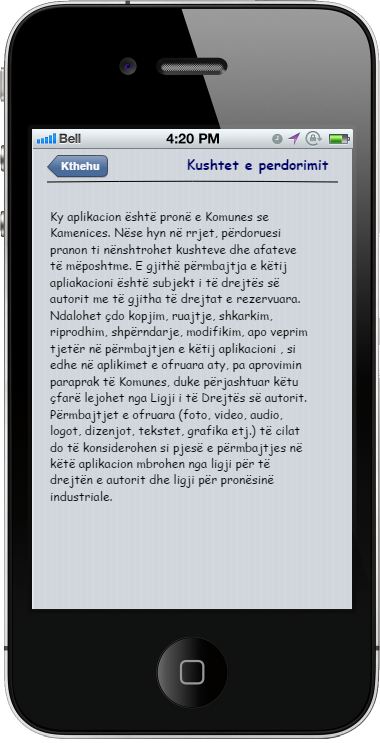 Bell 4:20 PM
Kthehu Kushtet e perdorimit
Ky aplikacion është pronë e Komunes se
Kamenices. Nëse hyn në rrjet, përdoruesi
pranon ti nënshtrohet kushteve dhe afateve
të mëposhtme. E gjithë përmbajtja e këtij
apliakacioni është subjekt i të drejtës së
autorit me të gjitha të drejtat e rezervuara.
Ndalohet çdo kopjim, ruajtje, shkarkim,
riprodhim, shpërndarje, modifikim, apo veprim
tjetër në përmbajtjen e këtij aplikacioni , si
edhe në aplikimet e ofruara aty, pa aprovimin
paraprak të Komunes, duke përjashtuar këtu
çfarë lejohet nga Ligji i të Drejtës së autorit.
Përmbajtjet e ofruara (foto, video, audio,
logot, dizenjot, tekstet, grafika etj.) të cilat
do të konsiderohen si pjesë e përmbajtjes në
këtë aplikacion mbrohen nga ligji për të
drejtën e autorit dhe ligji për pronësinë
industriale.